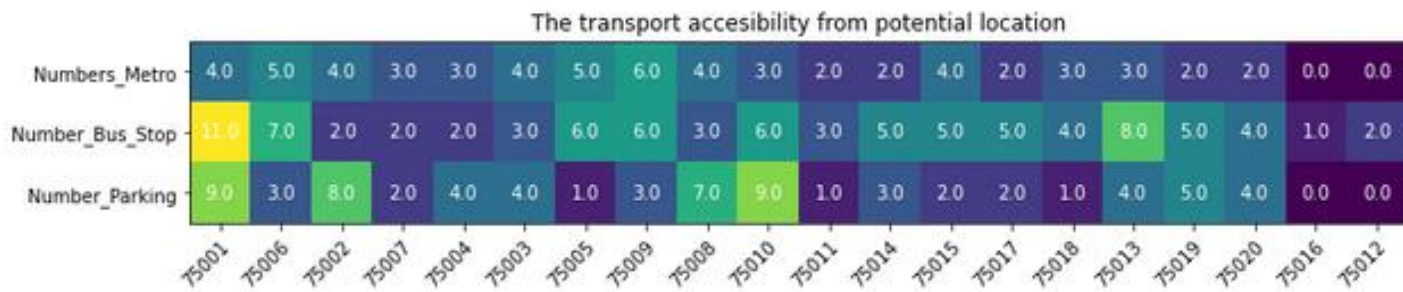 The transport accesibility from potential location
Numbers_Metro 4.0 5.0 4.0 3.0 3.0 4.0 5.0 6.0 4.0 3.0 2.0 2.0 4.0 2.0 3.0 3.0 2.0 2.0 0.0 0.0
Number_Bus_Stop 11.0 7.0 2.0 2.0 2.0 3.0 6.0 6.0 3.0 6.0 3.0 5.0 5.0 5.0 4.0 8.0 5.0 4.0 1.0 2.0
Number_Parking 9.0 3.0 8.0 2.0 4.0 4.0 1.0 3.0 7.0 9.0 1.0 3.0 2.0 2.0 1.0 4.0 5.0 4.0 0.0 0.0
75001 75006 75002 75007 75004 75003 75005 75009 75008 75010 75011 75014 75015 75017 75018 75013 75019 75020 75016 75012